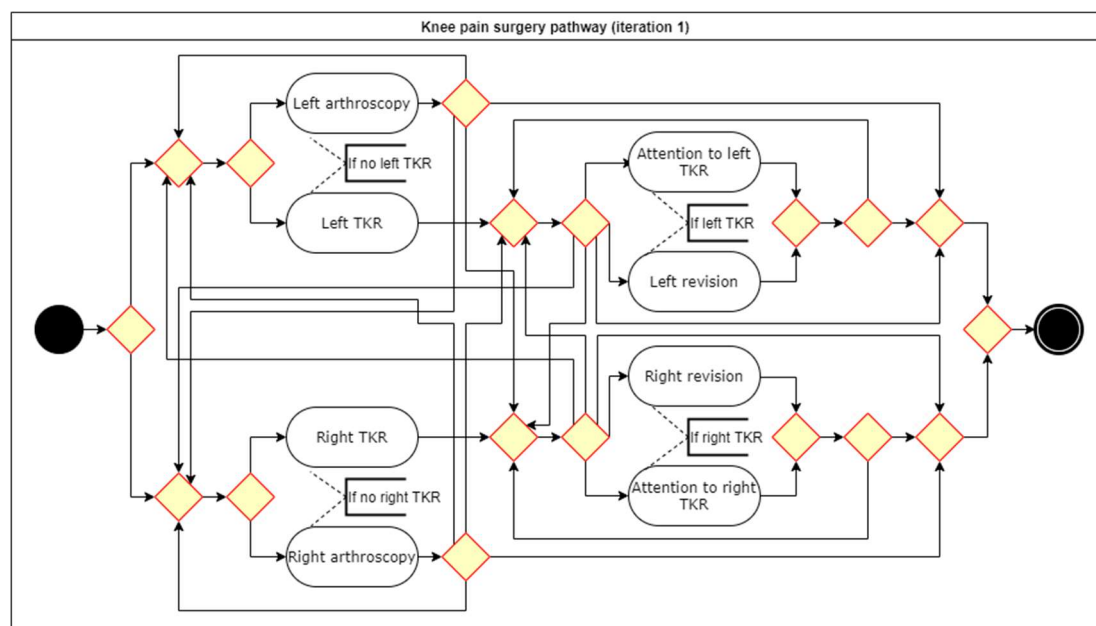 Knee pain surgery pathway (iteration 1)
Left arthroscopy
If no left TKR
Left TKR
Attention to left
TKR
If left TKR
Left revision
Right revision
If right TKR
Attention to right
TKR
Right TKR
If no right TKR
Right arthroscopy